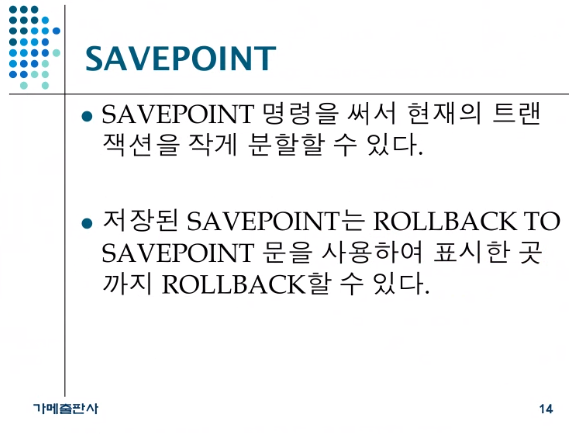 SAVEPOINT
SAVEPOINT 명령을 써서 현재의 트랜
잭션을 작게 분할할 수 있다.
저장된 SAVEPOINT는 ROLLBACK TO
SAVEPOINT 문을 사용하여 표시한 곳
까지 ROLLBACK할 수 있다.
가메출판사
14